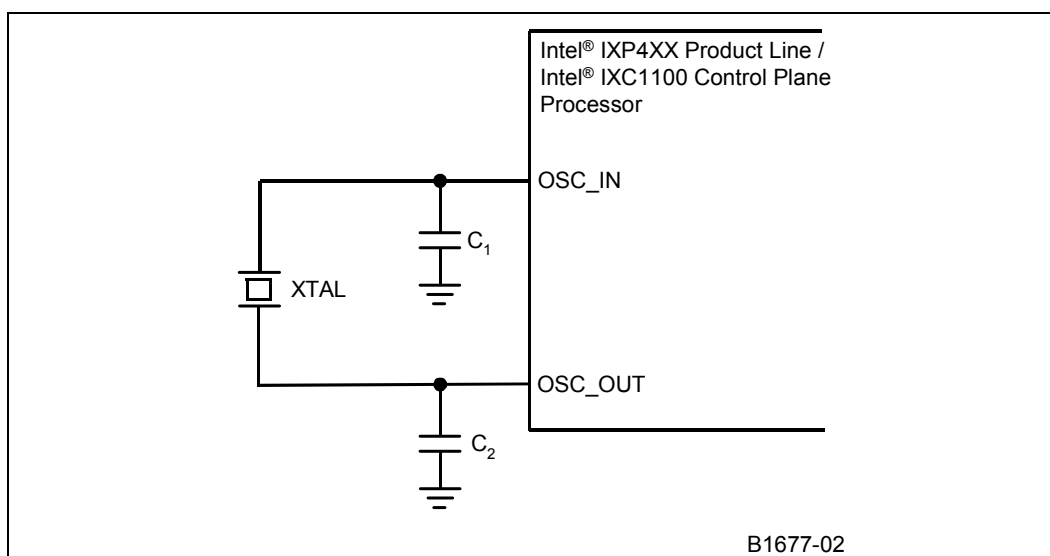 Intel® IXP4XX Product Line /
Intel® IXC1100 Control Plane
Processor
OSC_IN
C1
XTAL
OSC_OUT
C2
B1677-02